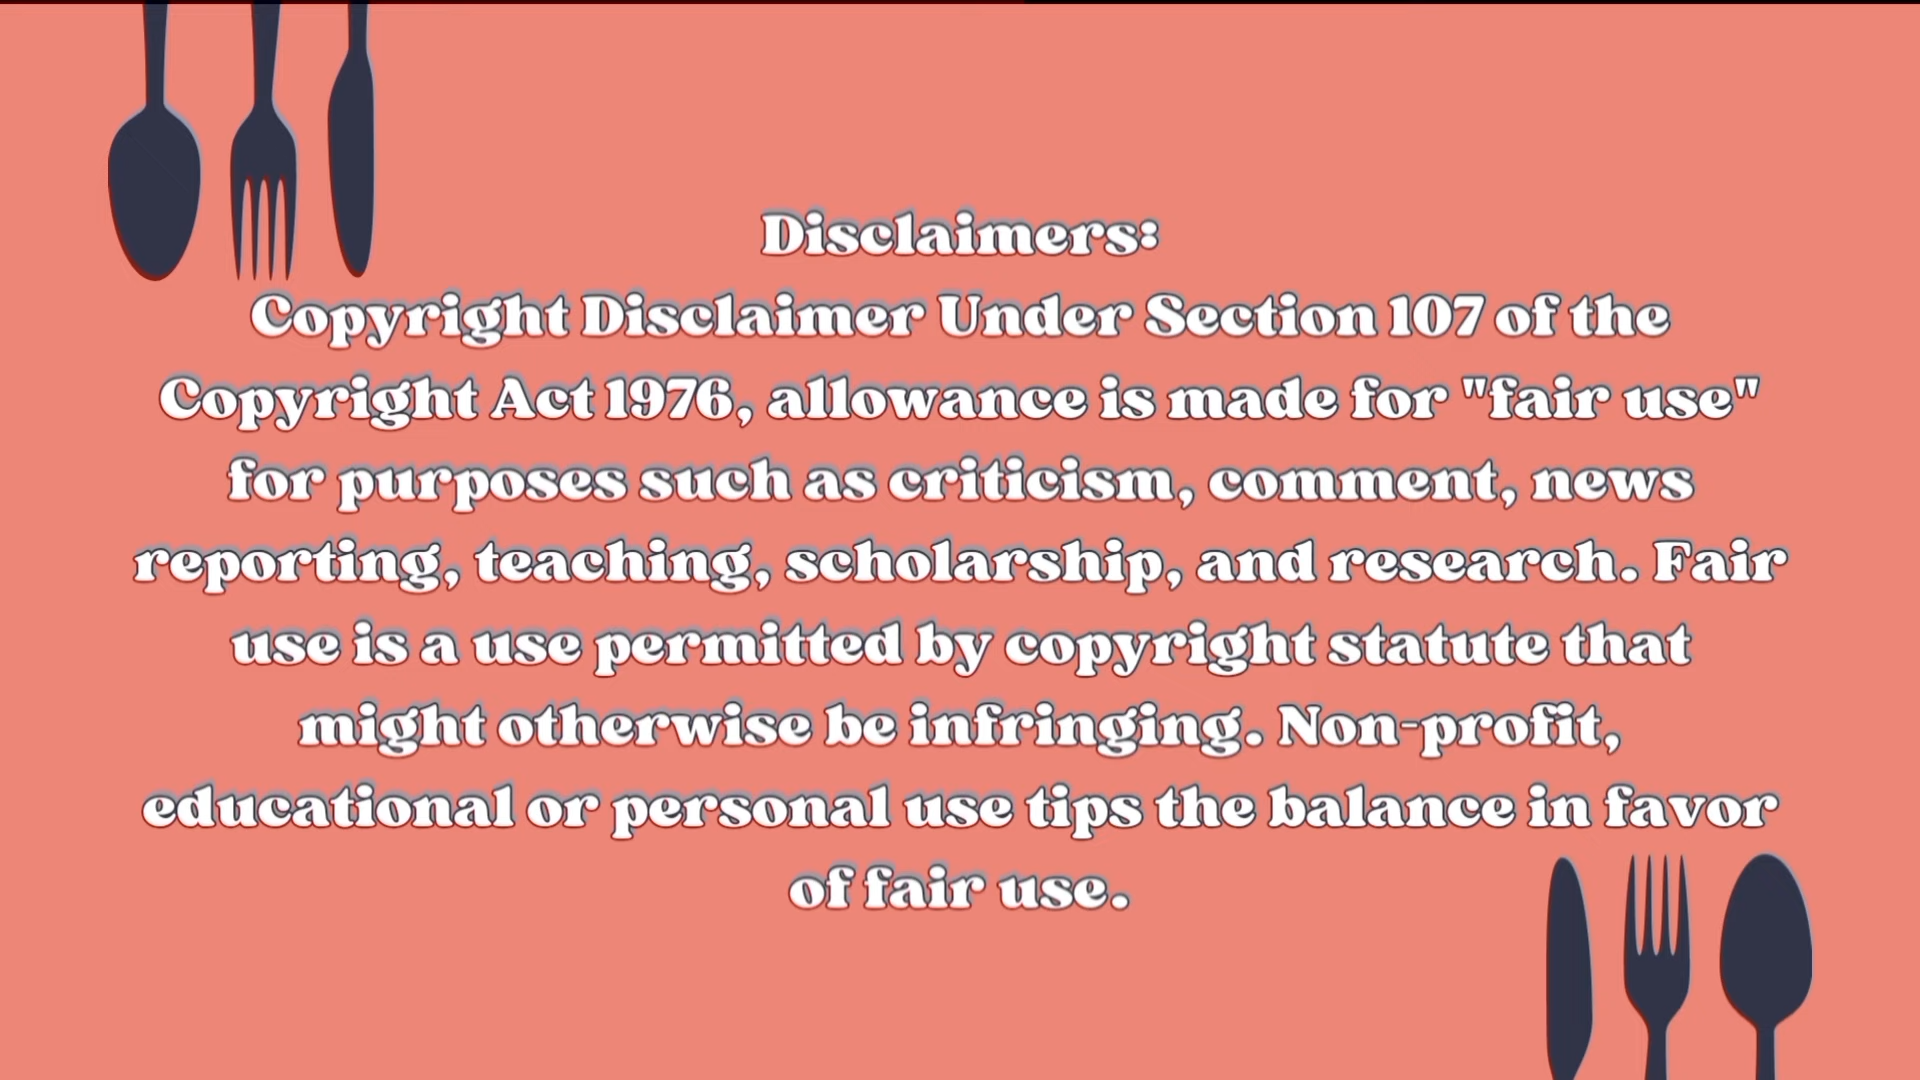 Disclaimers:
Copyright Disclaimer Under Section 107 of the
Copyright Act 1976, allowance is made for "fair use"
for purposes such as criticism, comment, news
reporting, teaching, scholarship, and research. Fair
use is a use permitted by copyright statute that
might otherwise be infringing. Non-profit,
educational or personal use tips the balance in favor
of fair use.